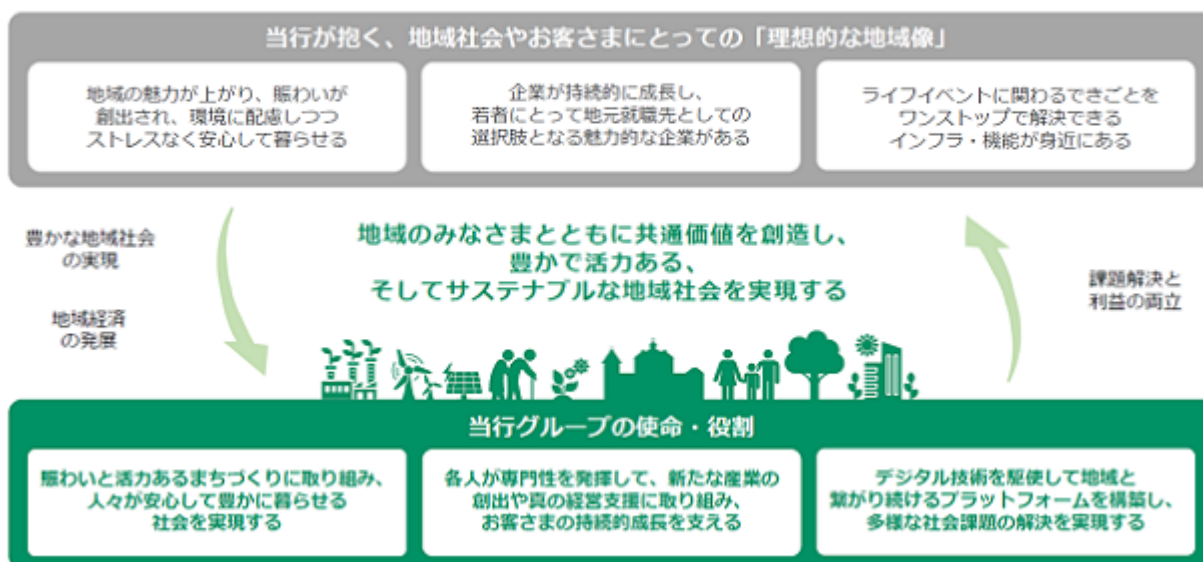 当行が抱く、地域社会やお客さまにとっての「理想的な地域像」
地域の魅力が上がり、賑わいが
創出され、環境に配慮しつつ
ストレスなく安心して暮らせる
企業が持続的に成長し、
若者にとって地元就職先としての
選択肢となる魅力的な企業がある
ライフイベントに関わるできごとを
ワンストップで解決できる
インフラ・機能が身近にある
豊かな地域社会
の実現
地域経済
の発展
地域のみなさまとともに共通価値を創造し、
豊かで活力ある、
そしてサステナブルな地域社会を実現する
課題解決と
利益の両立
当行グループの使命・役割
賑わいと活力あるまちづくりに取り組み、
人々が安心して豊かに暮らせる
社会を実現する
各人が専門性を発揮して、新たな産業の
創出や真の経営支援に取り組み、
お客さまの持続的成長を支える
デジタル技術を駆使して地域と
繋がり続けるプラットフォームを構築し、
多様な社会課題の解決を実現する